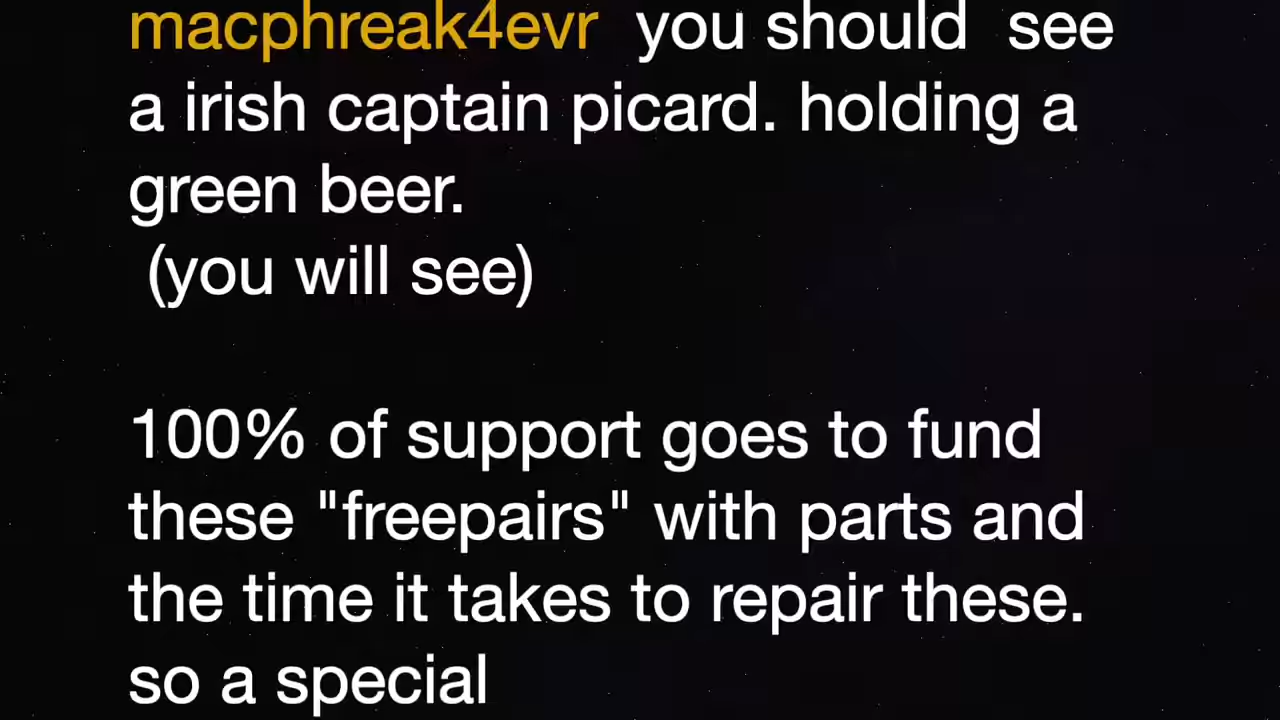 macphreak4evr  you should  see
a irish captain picard. holding a
green beer.
(you will see)
100% of support goes to fund
these "freepairs" with parts and
the time it takes to repair these.
so a special